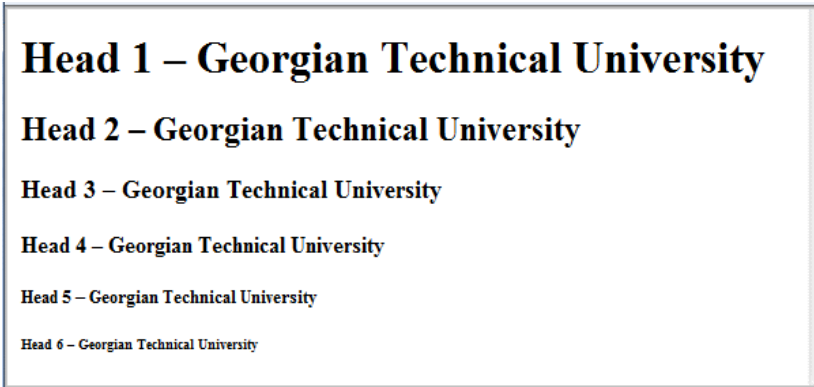 Head 1 – Georgian Technical University
Head 2 – Georgian Technical University
Head 3 – Georgian Technical University
Head 4 – Georgian Technical University
Head 5 – Georgian Technical University
Head 6 – Georgian Technical University